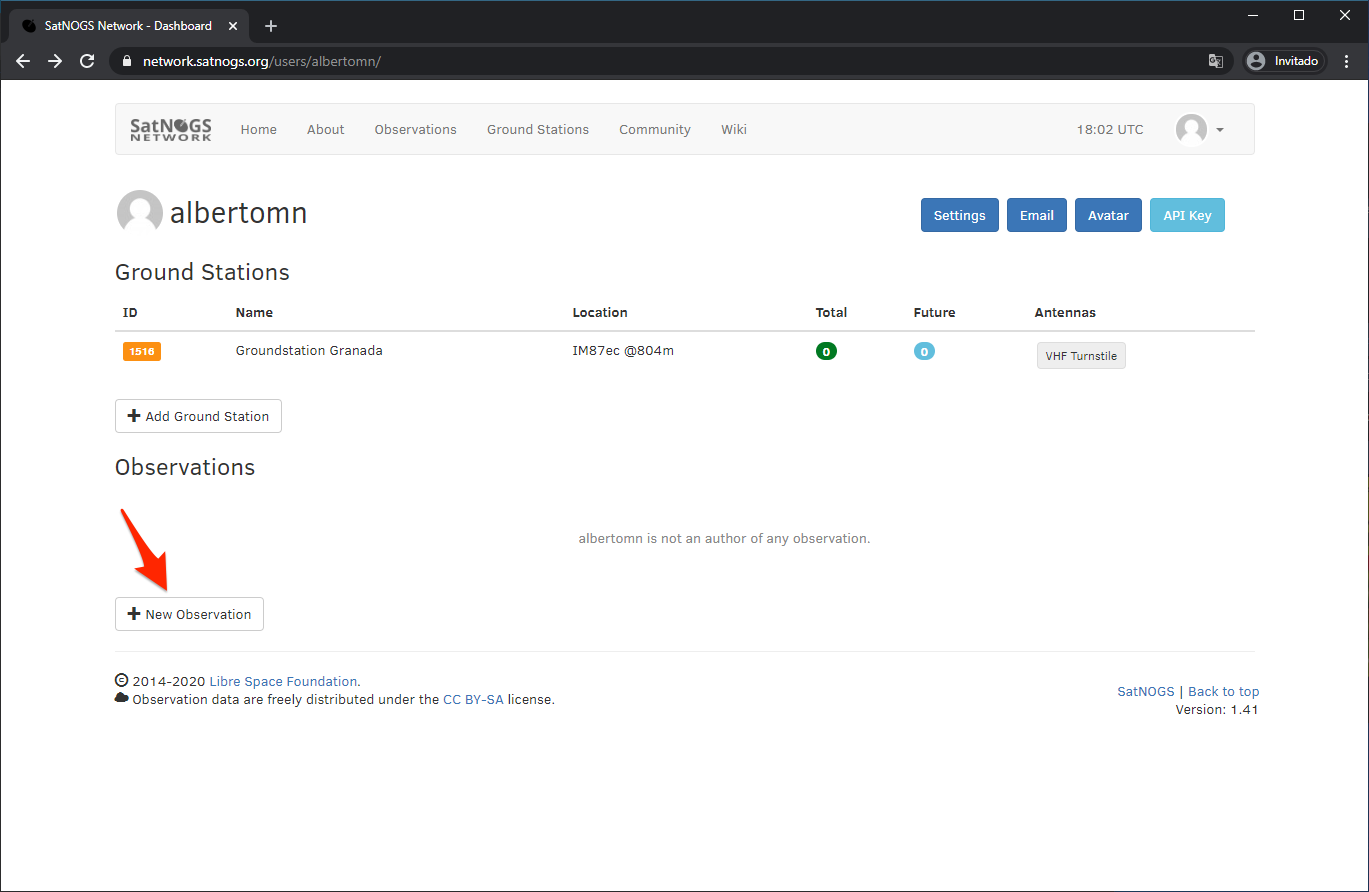 SatNOGS Network - Dashboard
network.satnogs.org/users/albertomn/
Invitado
SatNOGS
NETWORK
Home About Observations Ground Stations Community Wiki 18:02 UTC
albertomn
Settings Email Avatar API Key
Ground Stations
ID Name Location Total Future Antennas
1516 Groundstation Granada IM87ec @804m 0 0 VHF Turnstile
Add Ground Station
Observations
albertomn is not an author of any observation.
New Observation
2014-2020 Libre Space Foundation.
Observation data are freely distributed under the CC BY-SA license.
SatNOGS | Back to top
Version: 1.41